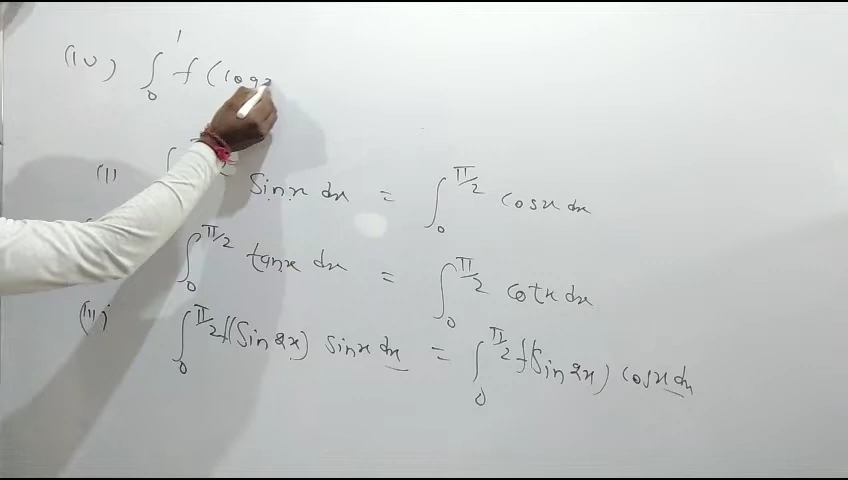 (iv) ∫₀¹ f(log
(i) ∫ Sinx dx = ∫₀^π/2 cosx dx
∫₀^π/2 tanx dx = ∫₀^π/2 cotx dx
(iii) ∫₀^π/2 f(Sin2x) sinx dx = ∫₀^π/2 f(Sin2x) cosx dx